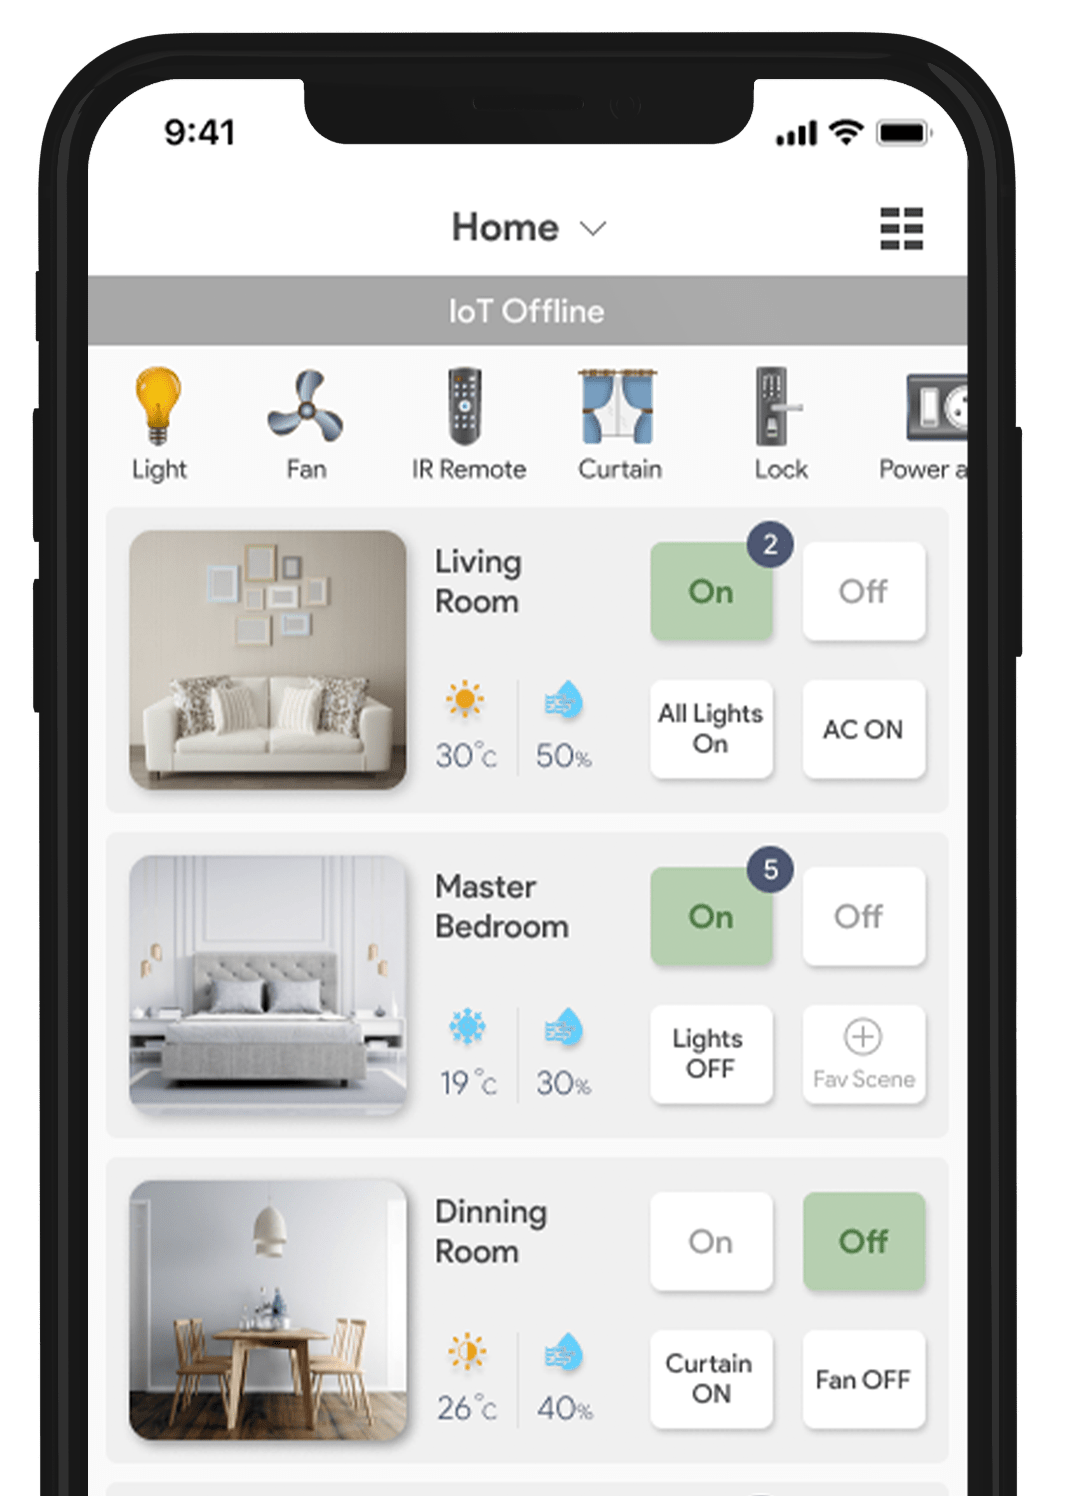 9:41
Home
IoT Offline
Light
Fan
IR Remote
Curtain
Lock
Power a
Living
Room
On
2
Off
30°C
50%
All Lights
On
AC ON
Master
Bedroom
On
5
Off
19°C
30%
Lights
OFF
Fav Scene
Dinning
Room
On
Off
26°C
40%
Curtain
ON
Fan OFF